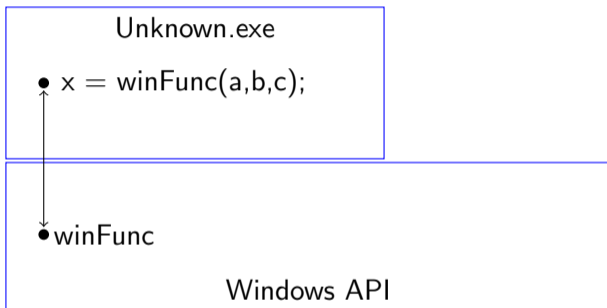 Unknown.exe
x = winFunc(a,b,c);
winFunc
Windows API